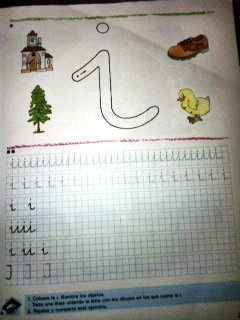 i
iiiiiiiiiiiiiiiiiiiiiiiiii
i i i i i i i i i i i i
i i
iiii
i ii i
I I I
1. Colorea la i. Nombra los objetos.
Traza una línea uniendo la letra con los dibujos en los que suena la i.
2. Repasa y completa este ejercicio.